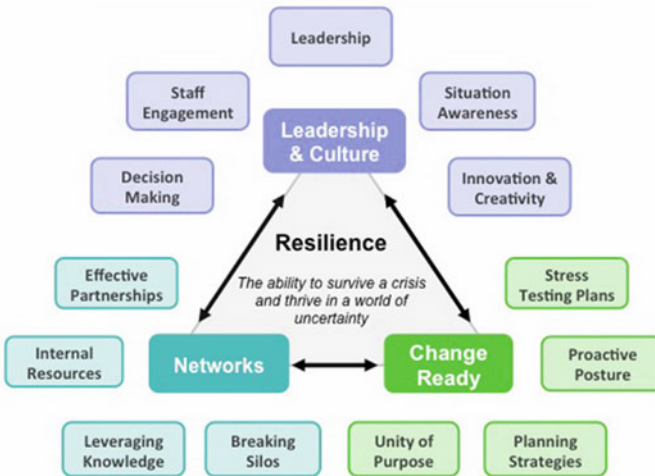 Leadership
Staff
Engagement
Situation
Awareness
Leadership
& Culture
Decision
Making
Innovation &
Creativity
Resilience
The ability to survive a crisis
and thrive in a world of
uncertainty
Effective
Partnerships
Stress
Testing Plans
Internal
Resources
Networks
Change
Ready
Proactive
Posture
Leveraging
Knowledge
Breaking
Silos
Unity of
Purpose
Planning
Strategies